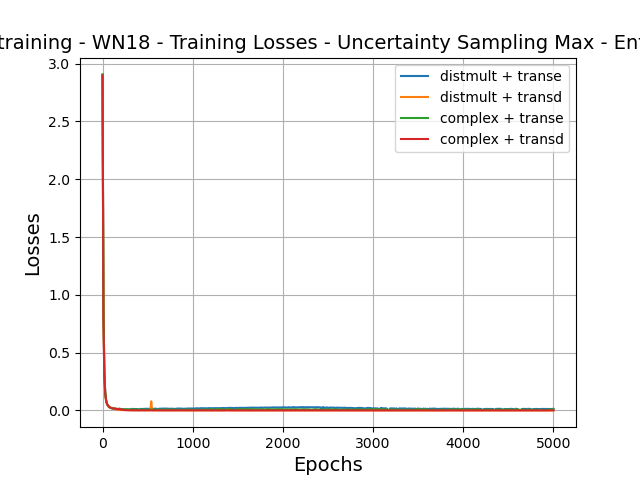 training - WN18 - Training Losses - Uncertainty Sampling Max - Ent
distmult + transe
distmult + transd
complex + transe
complex + transd
3.0
2.5
2.0
1.5
1.0
0.5
0.0
Losses
0 1000 2000 3000 4000 5000
Epochs